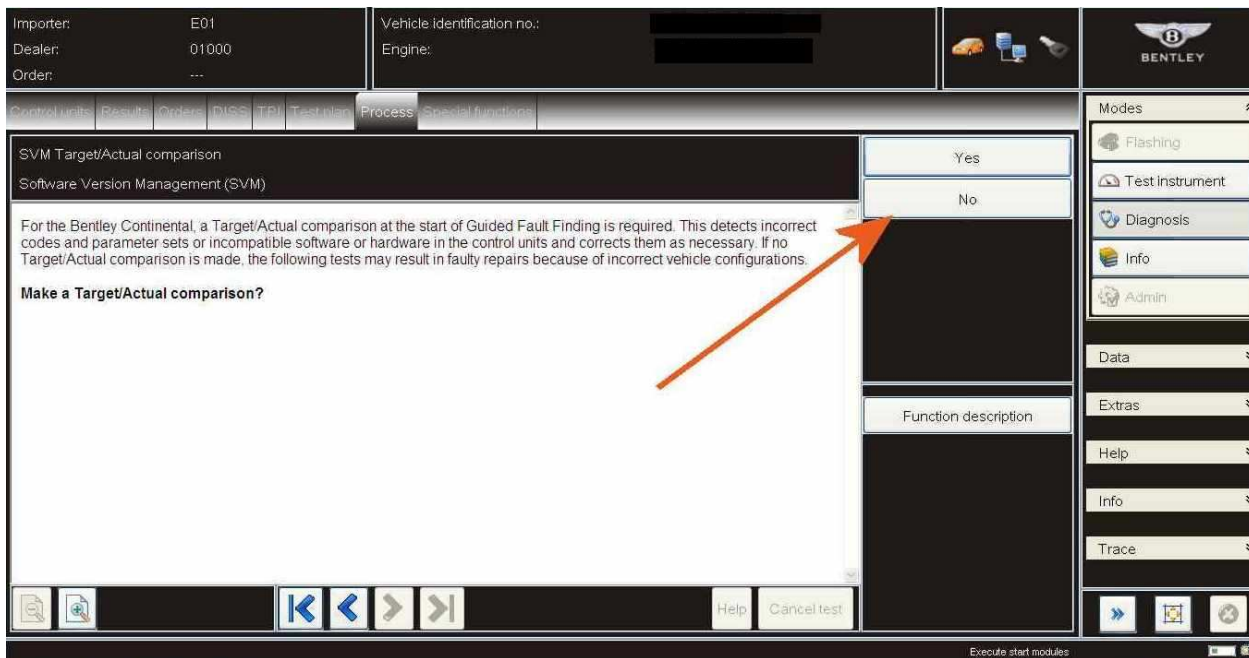 Importer: E01
Dealer: 01000
Order: ---
Vehicle identification no.:
Engine:
B
BENTLEY
Control units Results Orders DISS TPI Test plan Process Special functions
SVM Target/Actual comparison
Software Version Management (SVM)
For the Bentley Continental, a Target/Actual comparison at the start of Guided Fault Finding is required. This detects incorrect
codes and parameter sets or incompatible software or hardware in the control units and corrects them as necessary. If no
Target/Actual comparison is made, the following tests may result in faulty repairs because of incorrect vehicle configurations.
Make a Target/Actual comparison?
Yes
No
Function description
Help
Cancel test
Modes
Flashing
Test instrument
Diagnosis
Info
Admin
Data
Extras
Help
Info
Trace
Execute start modules